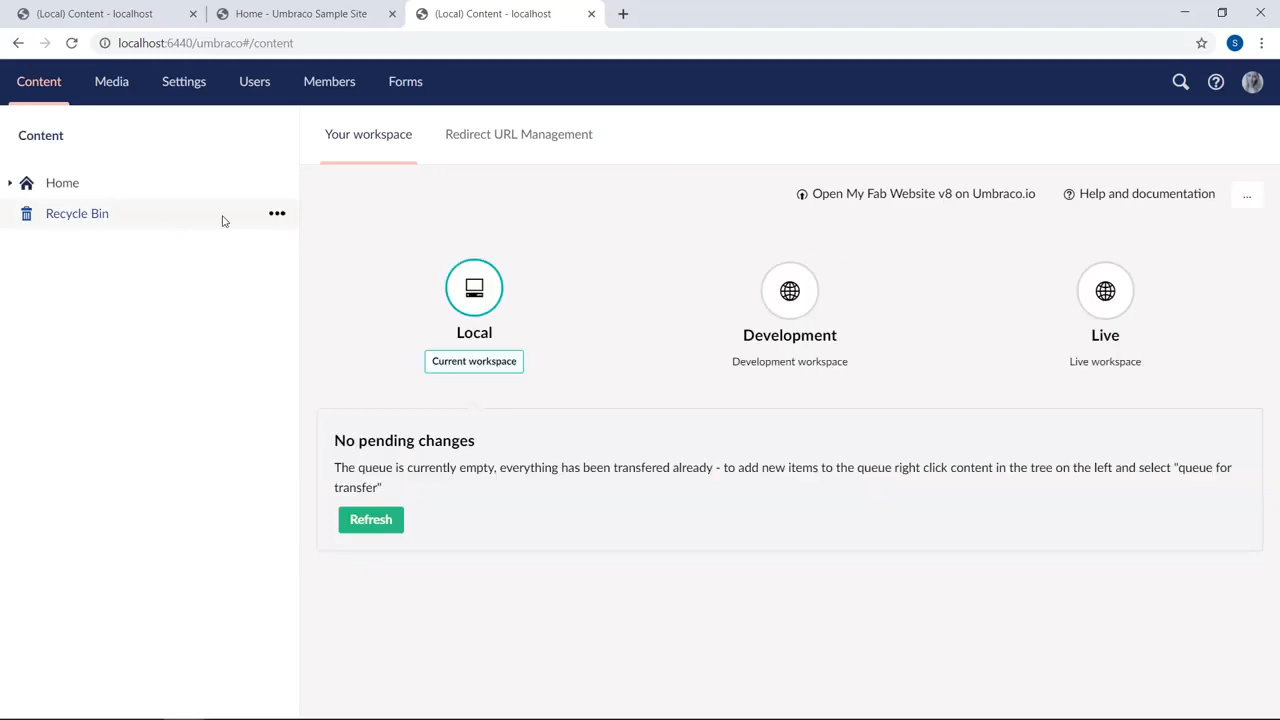 (Local) Content - localhost
Home - Umbraco Sample Site
(Local) Content - localhost
localhost:6440/umbraco#/content
S
Content
Media
Settings
Users
Members
Forms
Content
Your workspace
Redirect URL Management
Home
Recycle Bin
Open My Fab Website v8 on Umbraco.io
Help and documentation
...
Local
Current workspace
Development
Development workspace
Live
Live workspace
No pending changes
The queue is currently empty, everything has been transfered already - to add new items to the queue right click content in the tree on the left and select "queue for
transfer"
Refresh